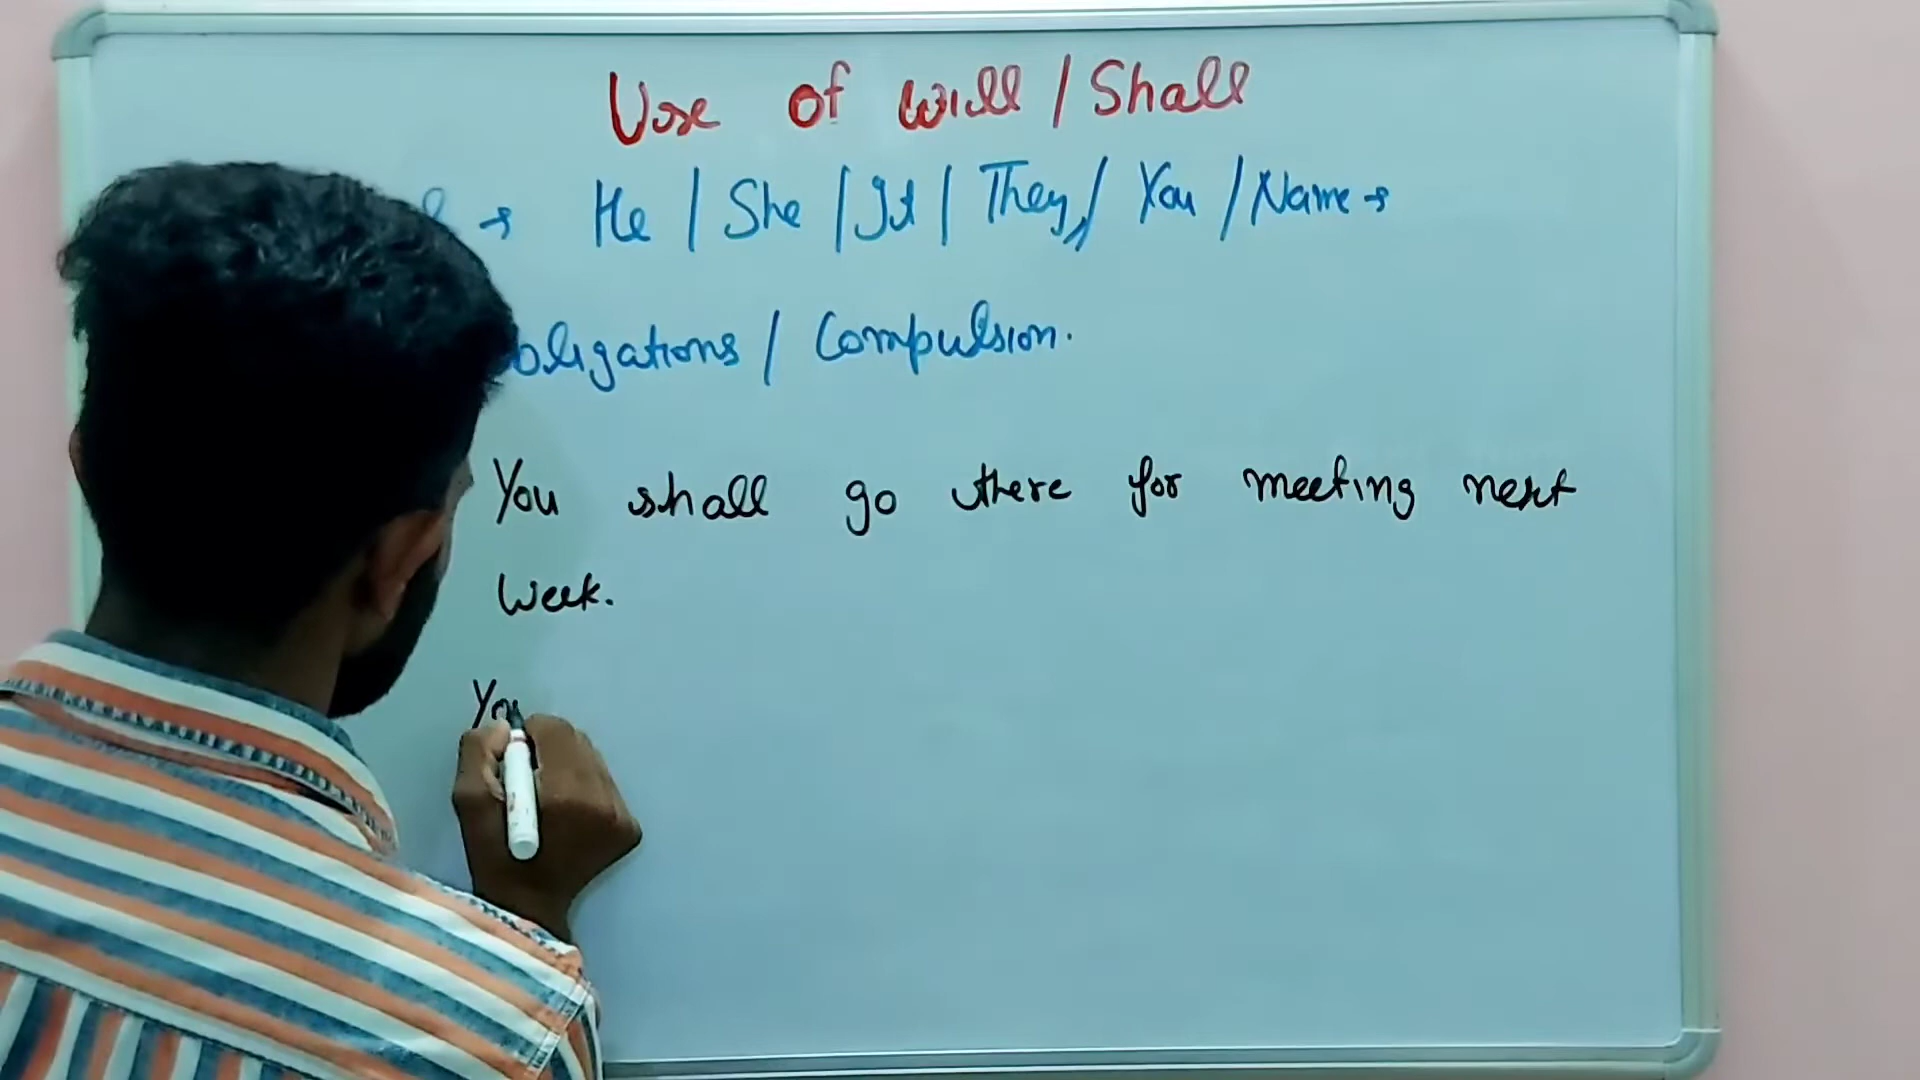 Use of will / Shall
→ He / She / It / They / You / Name →
obligations / Compulsion.
You shall go there for meeting next
week.
You